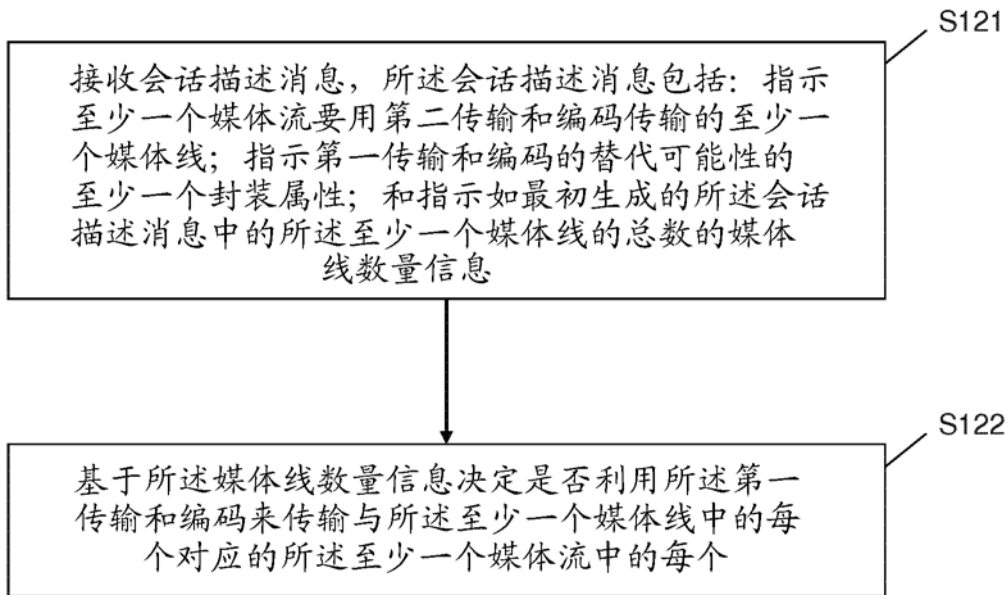 S121
接收会话描述消息，所述会话描述消息包括：指示
至少一个媒体流要用第二传输和编码传输的至少一
个媒体线；指示第一传输和编码的替代可能性的
至少一个封装属性；和指示如最初生成的所述会话
描述消息中的所述至少一个媒体线的总数的媒体
线数量信息
S122
基于所述媒体线数量信息决定是否利用所述第一
传输和编码来传输与所述至少一个媒体线中的每
个对应的所述至少一个媒体流中的每个